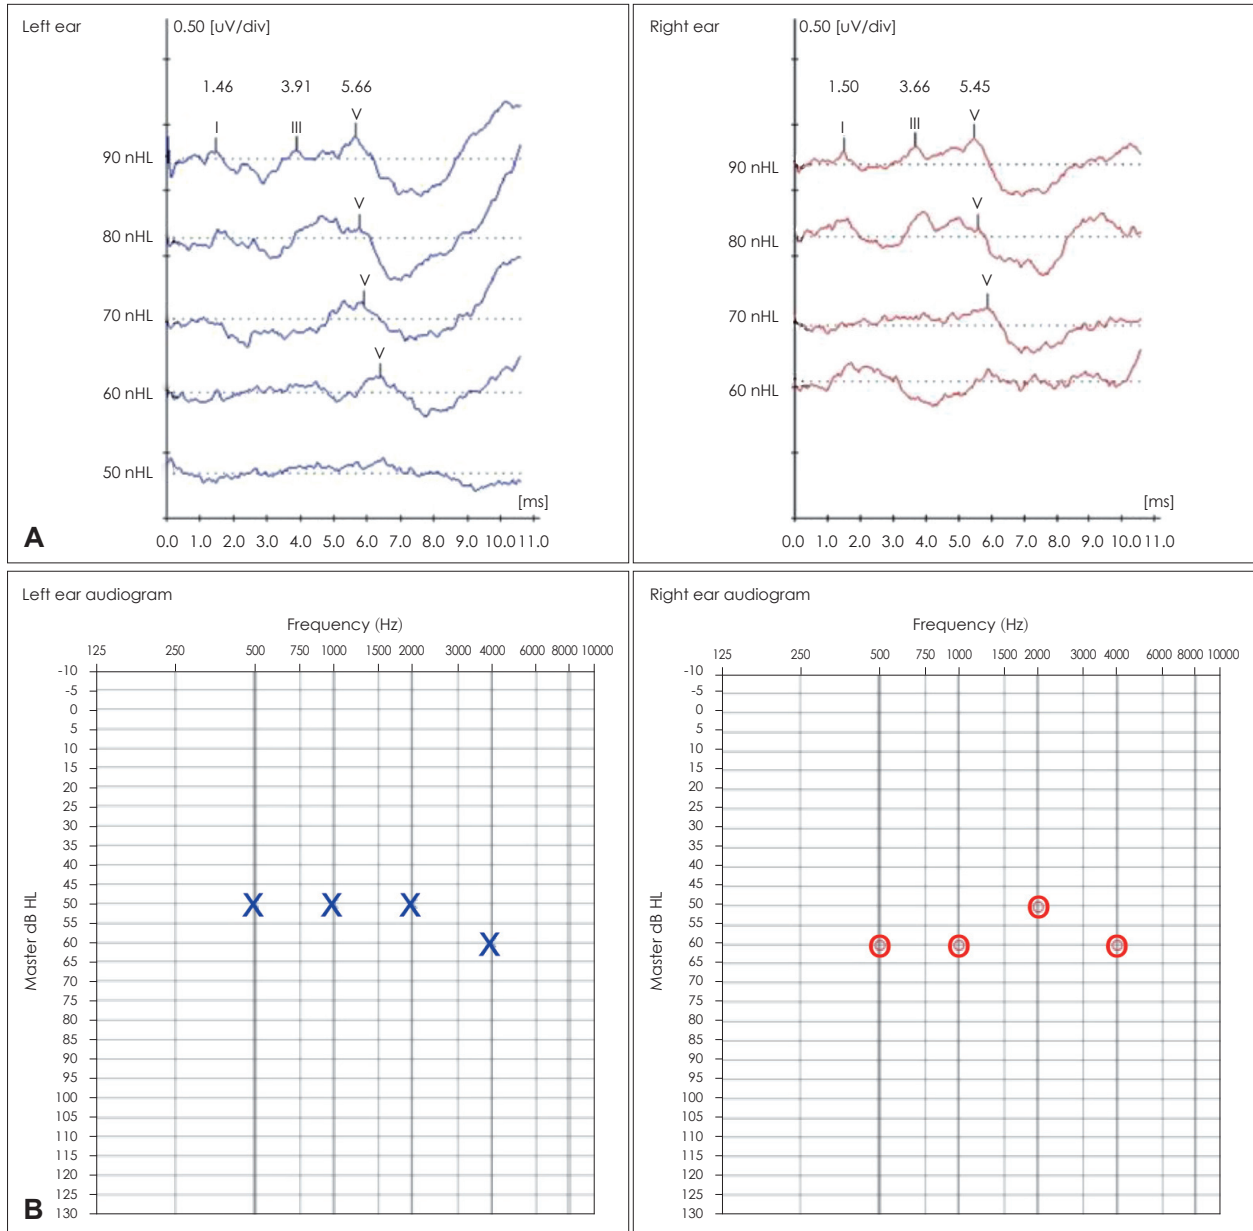 Left ear
0.50 [uV/div]
1.46 3.91 5.66
I III V
90 nHL
V
80 nHL
V
70 nHL
V
60 nHL
50 nHL
[ms]
A
0.0 1.0 2.0 3.0 4.0 5.0 6.0 7.0 8.0 9.0 10.0 11.0
Right ear
0.50 [uV/div]
1.50 3.66 5.45
I III V
90 nHL
V
80 nHL
V
70 nHL
60 nHL
[ms]
0.0 1.0 2.0 3.0 4.0 5.0 6.0 7.0 8.0 9.0 10.0 11.0
Left ear audiogram
Frequency (Hz)
125 250 500 750 1000 1500 2000 3000 4000 6000 8000 10000
Master dB HL
-10
-5
0
5
10
15
20
25
30
35
40
45
50
55
60
65
70
75
80
85
90
95
100
105
110
115
120
125
130
X X X
X
B
Right ear audiogram
Frequency (Hz)
125 250 500 750 1000 1500 2000 3000 4000 6000 8000 10000
Master dB HL
-10
-5
0
5
10
15
20
25
30
35
40
45
50
55
60
65
70
75
80
85
90
95
100
105
110
115
120
125
130
O
O O O